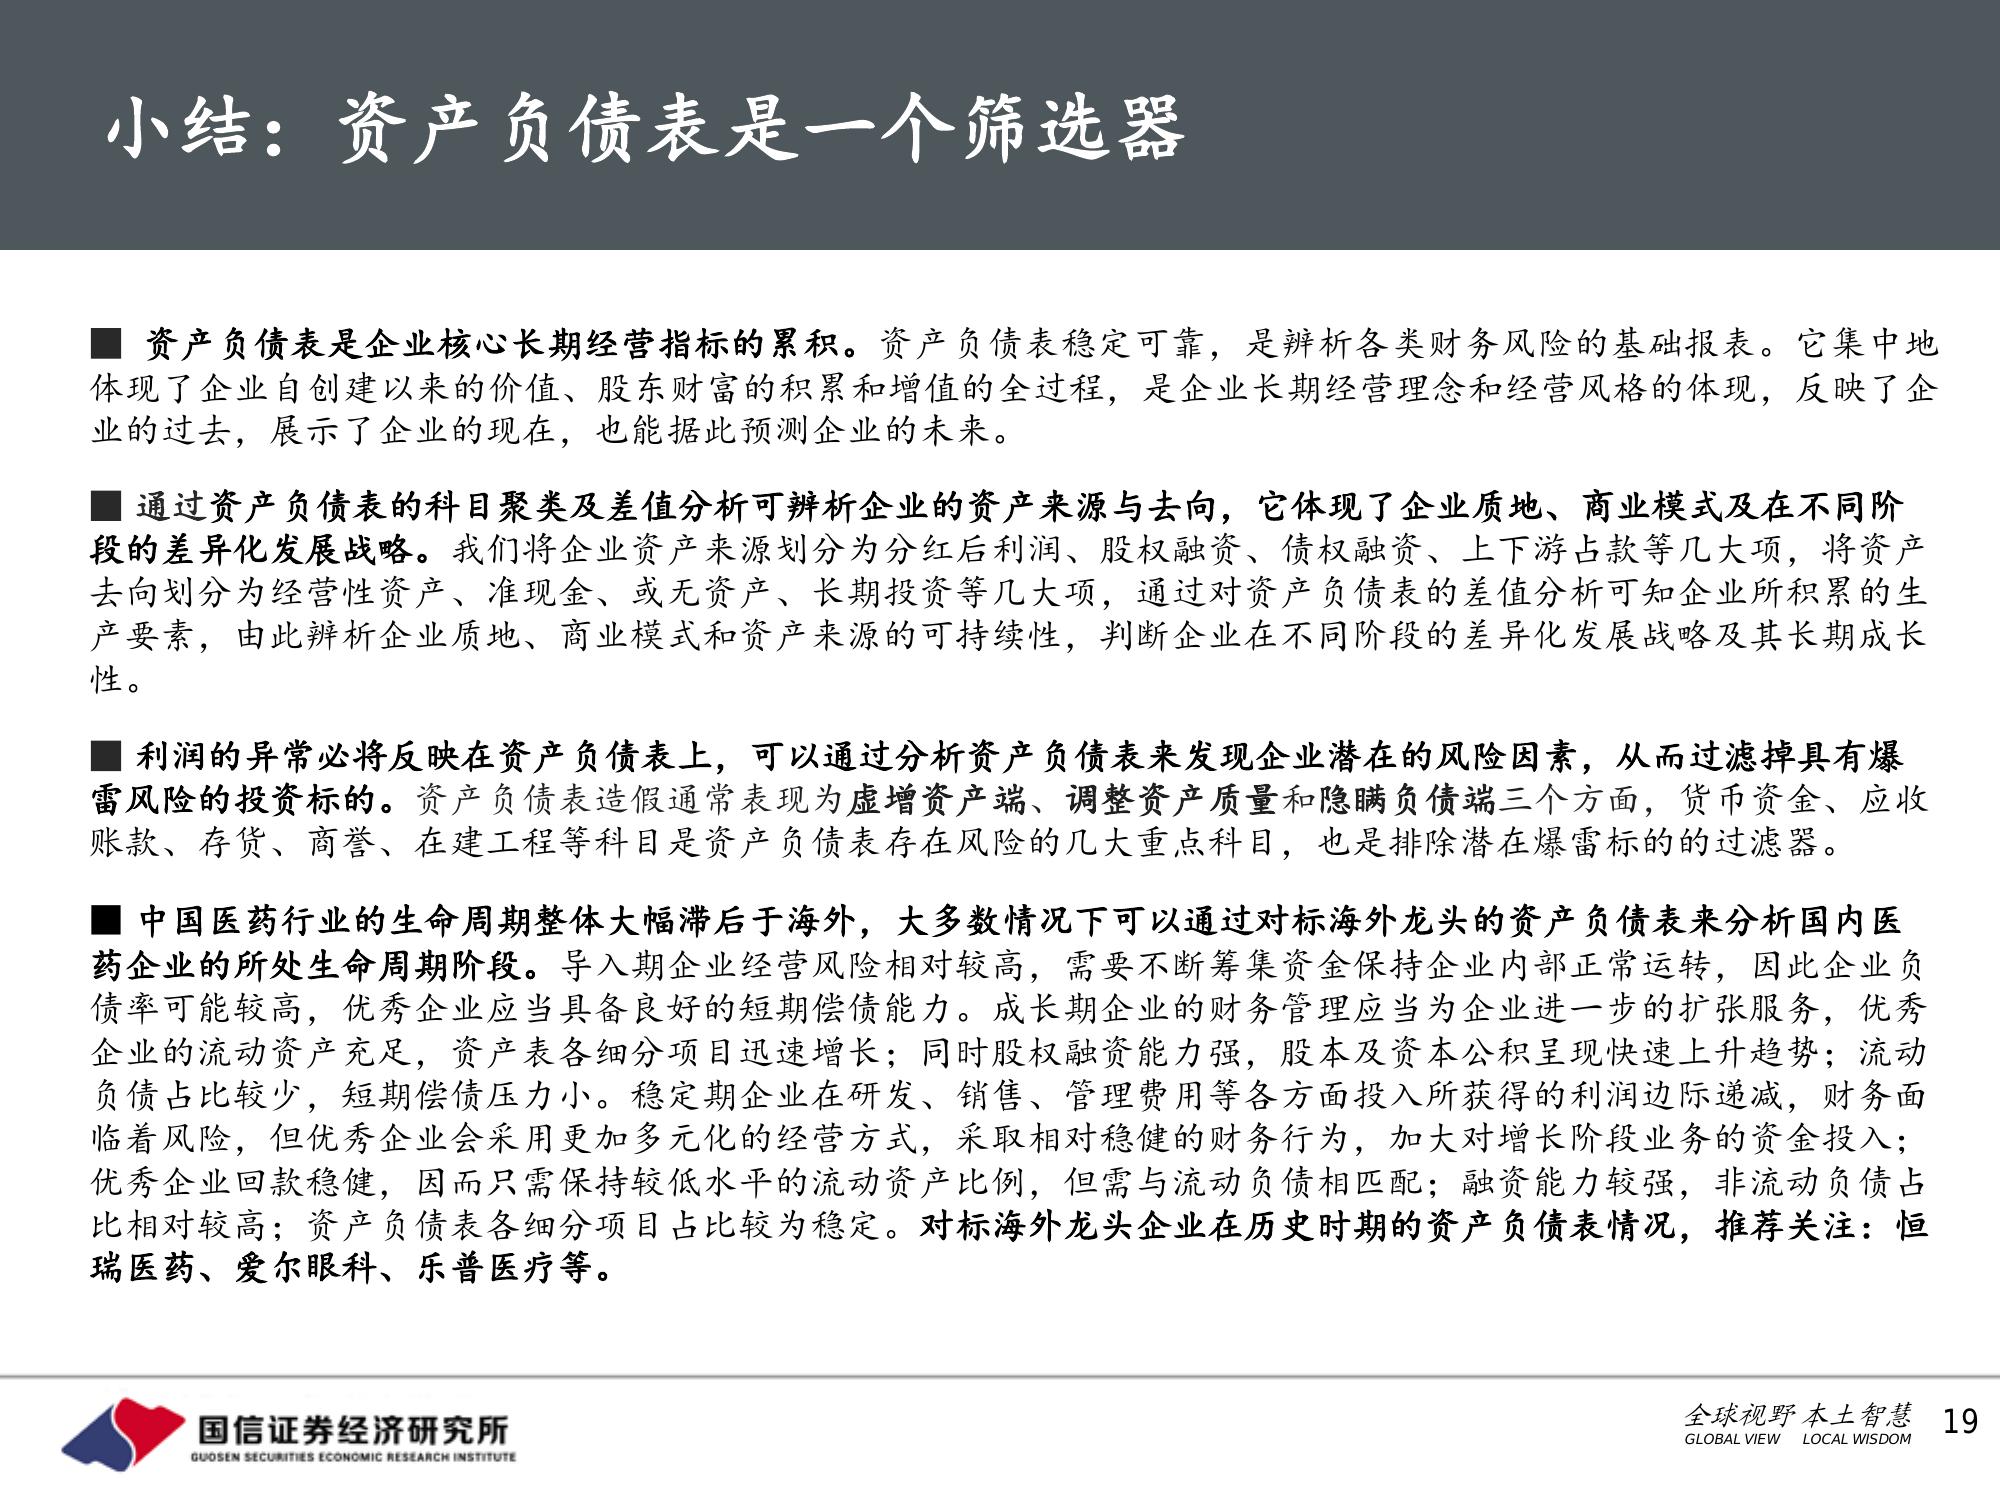 小结：资产负债表是一个筛选器
■ 资产负债表是企业核心长期经营指标的累积。资产负债表稳定可靠，是辨析各类财务风险的基础报表。它集中地
体现了企业自创建以来的价值、股东财富的积累和增值的全过程，是企业长期经营理念和经营风格的体现，反映了企
业的过去，展示了企业的现在，也能据此预测企业的未来。
■ 通过资产负债表的科目聚类及差值分析可辨析企业的资产来源与去向，它体现了企业质地、商业模式及在不同阶
段的差异化发展战略。我们将企业资产来源划分为分红后利润、股权融资、债权融资、上下游占款等几大项，将资产
去向划分为经营性资产、准现金、或无资产、长期投资等几大项，通过对资产负债表的差值分析可知企业所积累的生
产要素，由此辨析企业质地、商业模式和资产来源的可持续性，判断企业在不同阶段的差异化发展战略及其长期成长
性。
■ 利润的异常必将反映在资产负债表上，可以通过分析资产负债表来发现企业潜在的风险因素，从而过滤掉具有爆
雷风险的投资标的。资产负债表造假通常表现为虚增资产端、调整资产质量和隐瞒负债端三个方面，货币资金、应收
账款、存货、商誉、在建工程等科目是资产负债表存在风险的几大重点科目，也是排除潜在爆雷标的的过滤器。
■ 中国医药行业的生命周期整体大幅滞后于海外，大多数情况下可以通过对标海外龙头的资产负债表来分析国内医
药企业的所处生命周期阶段。导入期企业经营风险相对较高，需要不断筹集资金保持企业内部正常运转，因此企业负
债率可能较高，优秀企业应当具备良好的短期偿债能力。成长期企业的财务管理应当为企业进一步的扩张服务，优秀
企业的流动资产充足，资产表各细分项目迅速增长；同时股权融资能力强，股本及资本公积呈现快速上升趋势；流动
负债占比较少，短期偿债压力小。稳定期企业在研发、销售、管理费用等各方面投入所获得的利润边际递减，财务面
临着风险，但优秀企业会采用更加多元化的经营方式，采取相对稳健的财务行为，加大对增长阶段业务的资金投入；
优秀企业回款稳健，因而只需保持较低水平的流动资产比例，但需与流动负债相匹配；融资能力较强，非流动负债占
比相对较高；资产负债表各细分项目占比较为稳定。对标海外龙头企业在历史时期的资产负债表情况，推荐关注：恒
瑞医药、爱尔眼科、乐普医疗等。
国信证券经济研究所
GUOSEN SECURITIES ECONOMIC RESEARCH INSTITUTE
全球视野 本土智慧
GLOBAL VIEW LOCAL WISDOM
19